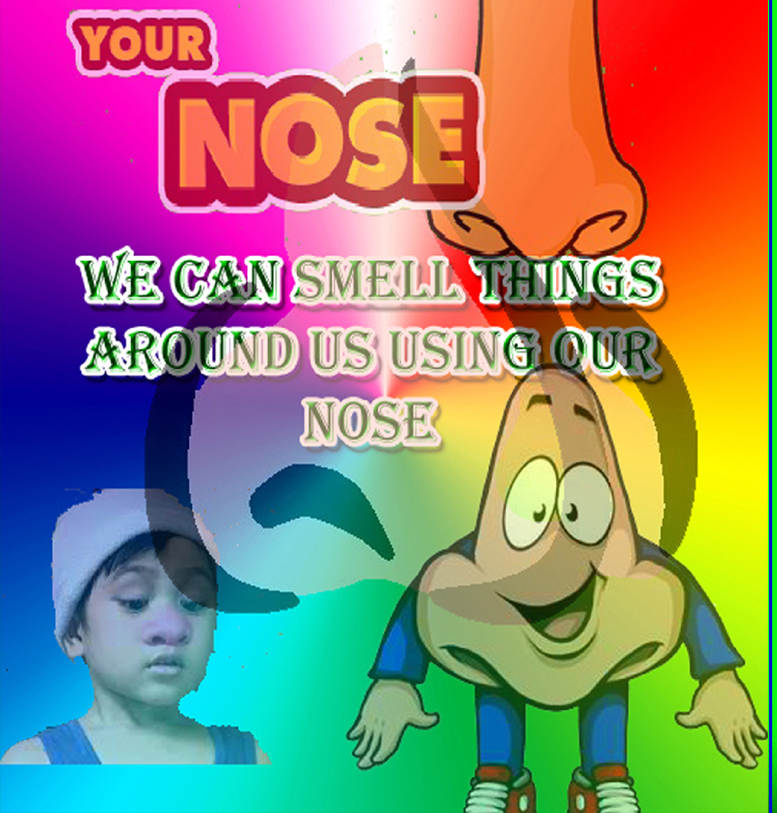 YOUR
NOSE
WE CAN SMELL THINGS
AROUND US USING OUR
NOSE